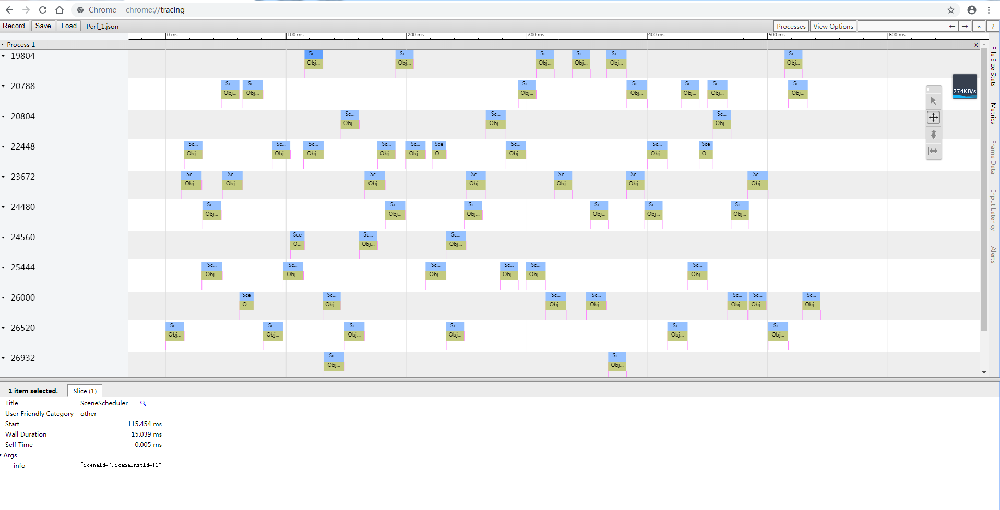 Chrome | chrome://tracing
Record Save Load Perf_1.json Processes View Options ← → » ?
0 ms 100 ms 200 ms 300 ms 400 ms 500 ms 600 ms
Process 1 X
19804
Sc... Sc... Sc... Sc... Sc... Sc...
Obj... Obj... Obj... Obj... Obj... Obj...
20788
Sc... Sc... Sc... Sc... Sc... Sc... Sc...
Obj... Obj... Obj... Obj... Obj... Obj... Obj...
20804
Sc... Sc... Sc...
Obj... Obj... Obj...
22448
Sc... Sc... Sc... Sc... Sc... Sce Sc... Sc... Sce
Obj... Obj... Obj... Obj... Obj... O... Obj... Obj... O...
23672
Sc... Sc... Sc... Sc... Sc... Sc... Sc...
Obj... Obj... Obj... Obj... Obj... Obj... Obj...
24480
Sc... Sc... Sc... Sc... Sc... Sc...
Obj... Obj... Obj... Obj... Obj... Obj...
24560
Sce Sc... Sc...
O... Obj... Obj...
25444
Sc... Sc... Sc... Sc... Sc... Sc...
Obj... Obj... Obj... Obj... Obj... Obj...
26000
Sce Sc... Sc... Sc... Sc... Sc... Sc...
O... Obj... Obj... Obj... Obj... Obj... Obj...
26520
Sc... Sc... Sc... Sc... Sc... Sc...
Obj... Obj... Obj... Obj... Obj... Obj...
26932
Sc... Sc...
Obj... Obj...
274KB/s
File Size Stats
Metrics
Frame Data
Input Latency
Alerts
1 item selected. Slice (1)
Title SceneScheduler
User Friendly Category other
Start 115.454 ms
Wall Duration 15.039 ms
Self Time 0.005 ms
Args
info "SceneId=7,SceneInstId=11"